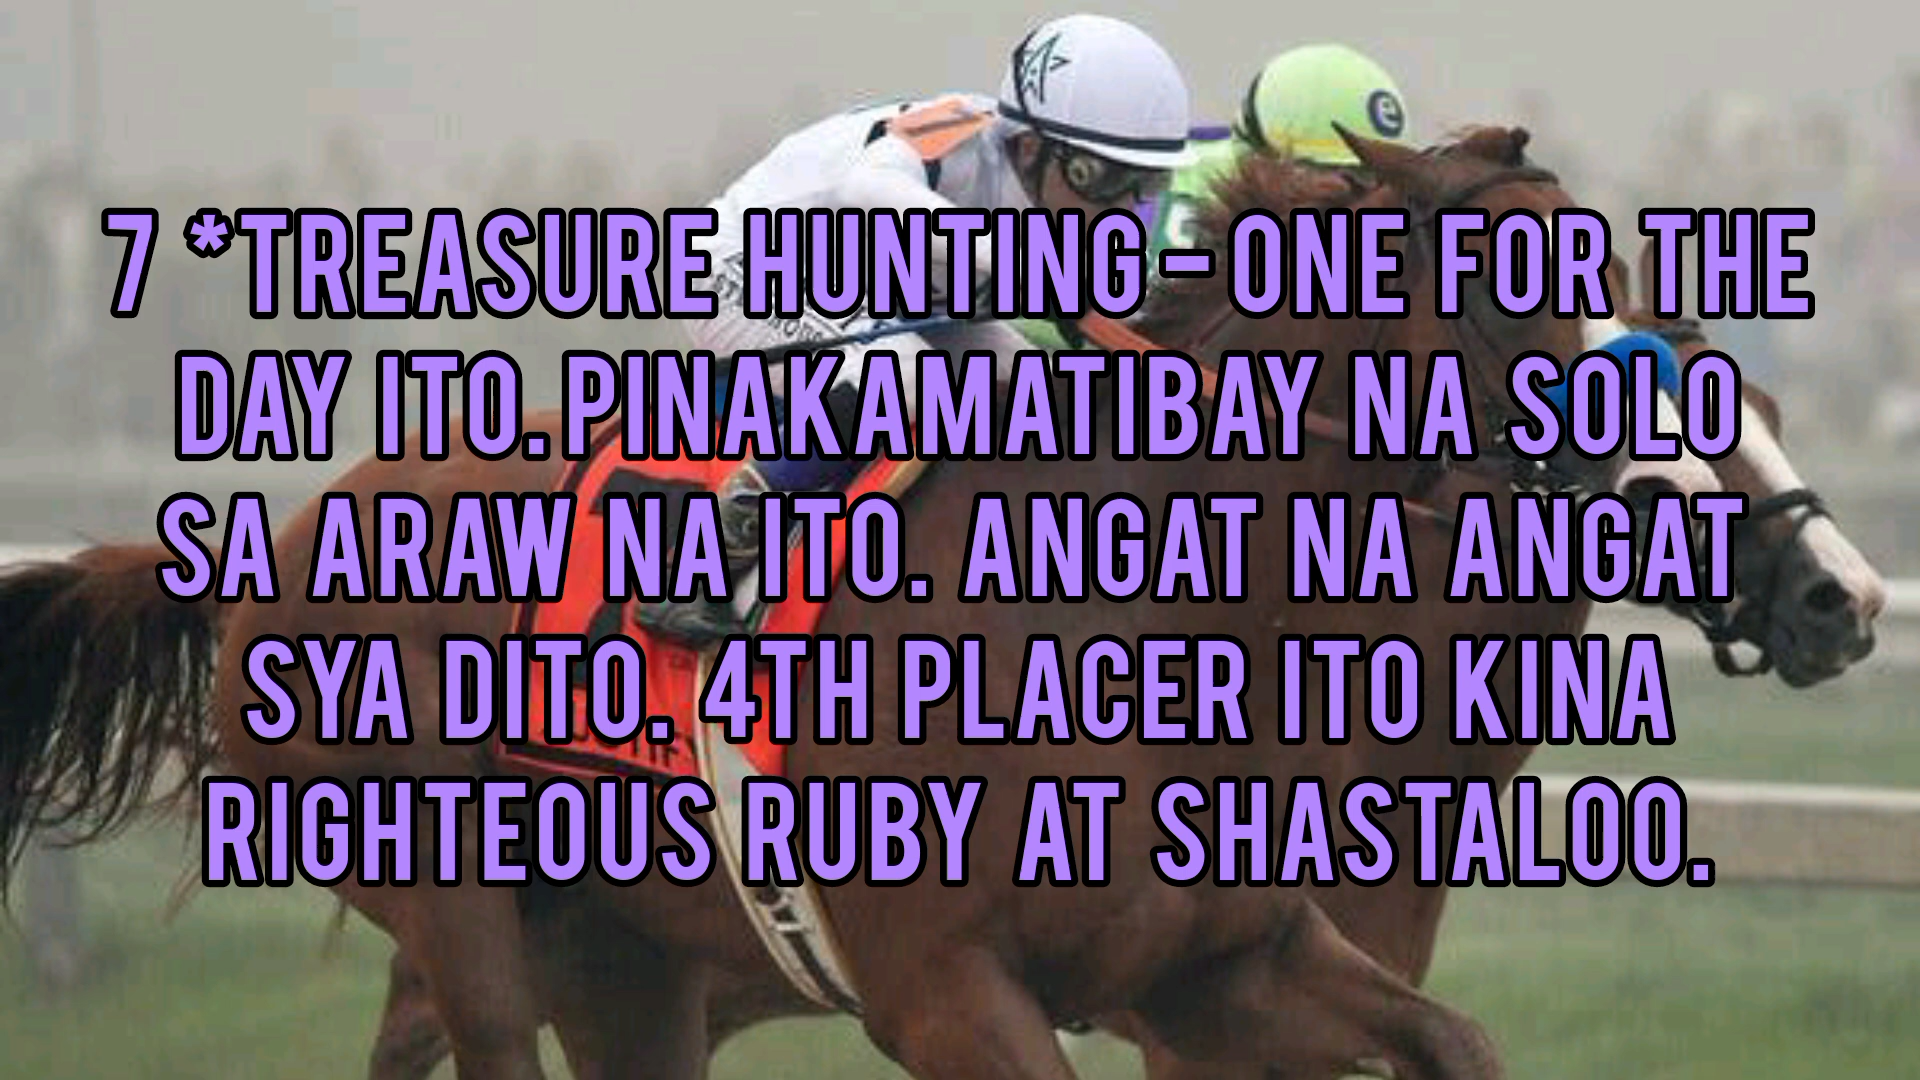 7 *TREASURE HUNTING - ONE FOR THE
DAY ITO. PINAKAMATIBAY NA SOLO
SA ARAW NA ITO. ANGAT NA ANGAT
SYA DITO. 4TH PLACER ITO KINA
RIGHTEOUS RUBY AT SHASTALOO.